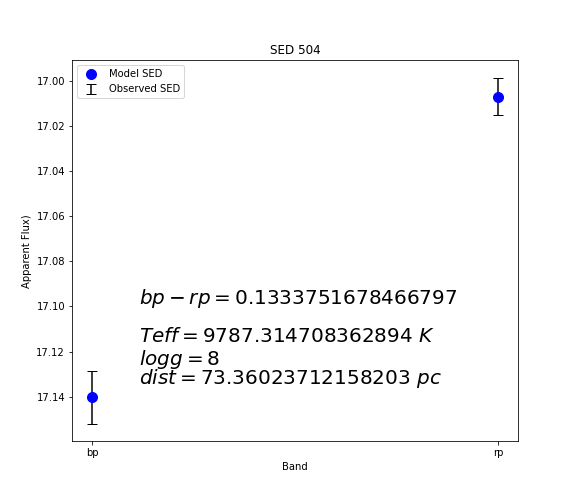 SED 504
Model SED
Observed SED
17.00
17.02
17.04
17.06
17.08
17.10
17.12
17.14
Apparent Flux)
bp − rp = 0.1333751678466797
Teff = 9787.314708362894 K
logg = 8
dist = 73.36023712158203 pc
bp
rp
Band